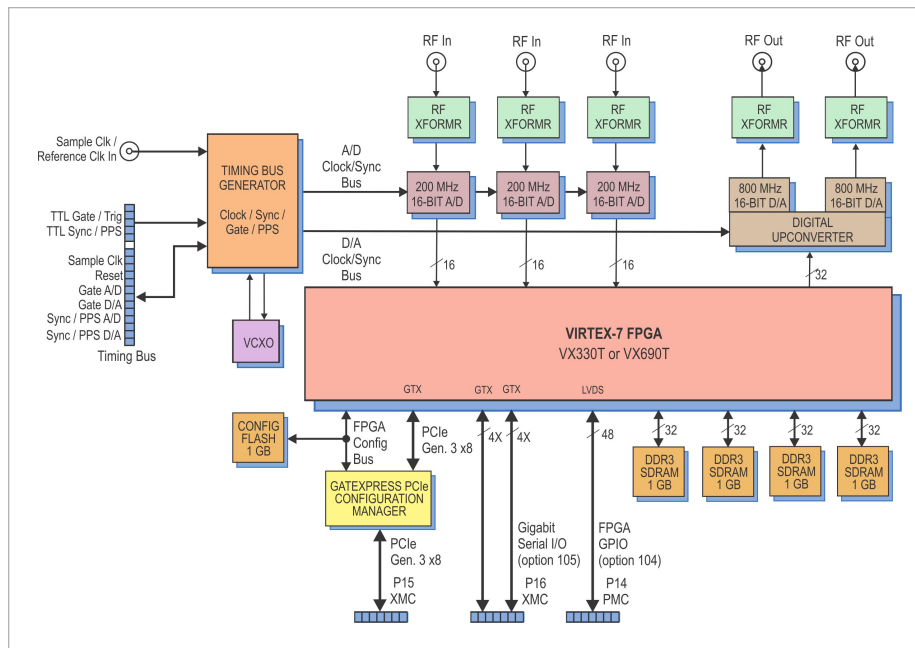 RF In
RF In
RF In
RF Out
RF Out
RF
XFORMR
RF
XFORMR
RF
XFORMR
RF
XFORMR
RF
XFORMR
Sample Clk /
Reference Clk In
TIMING BUS
GENERATOR
Clock / Sync /
Gate / PPS
A/D
Clock/Sync
Bus
200 MHz
16-BIT A/D
200 MHz
16-BIT A/D
200 MHz
16-BIT A/D
800 MHz
16-BIT D/A
800 MHz
16-BIT D/A
DIGITAL
UPCONVERTER
TTL Gate / Trig
TTL Sync / PPS
Sample Clk
Reset
Gate A/D
Gate D/A
Sync / PPS A/D
Sync / PPS D/A
Timing Bus
D/A
Clock/Sync
Bus
16
16
16
32
VCXO
VIRTEX-7 FPGA
VX330T or VX690T
GTX
GTX
GTX
LVDS
CONFIG
FLASH
1 GB
FPGA
Config
Bus
PCIe
Gen. 3 x8
4X
4X
48
32
32
32
32
DDR3
SDRAM
1 GB
DDR3
SDRAM
1 GB
DDR3
SDRAM
1 GB
DDR3
SDRAM
1 GB
GATEXPRESS PCIe
CONFIGURATION
MANAGER
PCIe
Gen. 3 x8
Gigabit
Serial I/O
(option 105)
FPGA
GPIO
(option 104)
P15
XMC
P16
XMC
P14
PMC